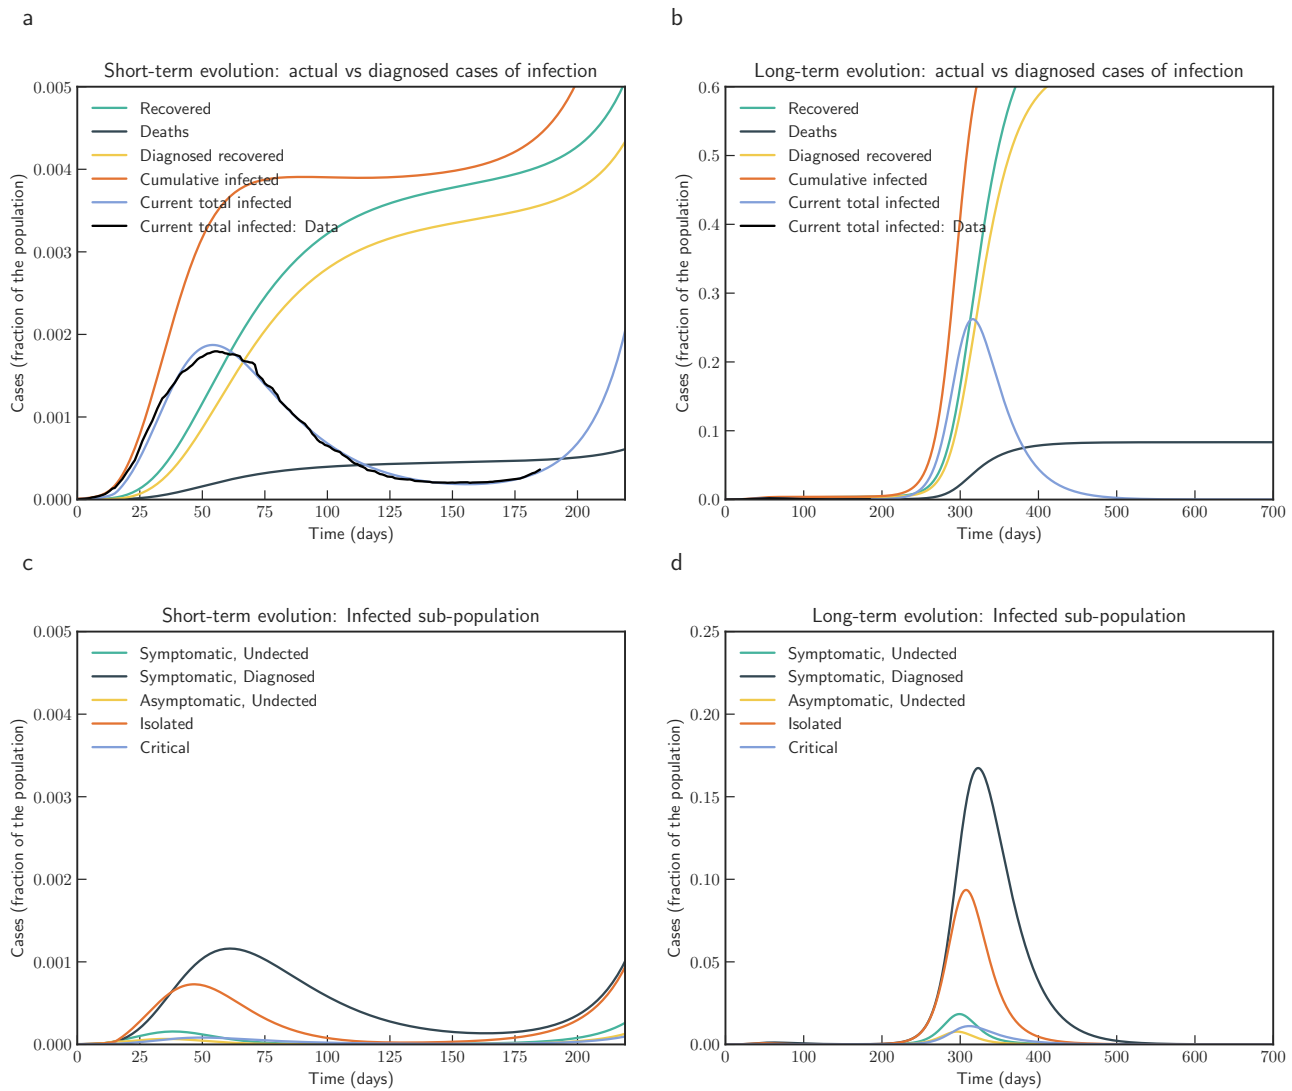 a
Short-term evolution: actual vs diagnosed cases of infection
Cases (fraction of the population)
0.005
0.004
0.003
0.002
0.001
0.000
Recovered
Deaths
Diagnosed recovered
Cumulative infected
Current total infected
Current total infected: Data
0 25 50 75 100 125 150 175 200
Time (days)
b
Long-term evolution: actual vs diagnosed cases of infection
Cases (fraction of the population)
0.6
0.5
0.4
0.3
0.2
0.1
0.0
Recovered
Deaths
Diagnosed recovered
Cumulative infected
Current total infected
Current total infected: Data
0 100 200 300 400 500 600 700
Time (days)
c
Short-term evolution: Infected sub-population
Cases (fraction of the population)
0.005
0.004
0.003
0.002
0.001
0.000
Symptomatic, Undected
Symptomatic, Diagnosed
Asymptomatic, Undected
Isolated
Critical
0 25 50 75 100 125 150 175 200
Time (days)
d
Long-term evolution: Infected sub-population
Cases (fraction of the population)
0.25
0.20
0.15
0.10
0.05
0.00
Symptomatic, Undected
Symptomatic, Diagnosed
Asymptomatic, Undected
Isolated
Critical
0 100 200 300 400 500 600 700
Time (days)